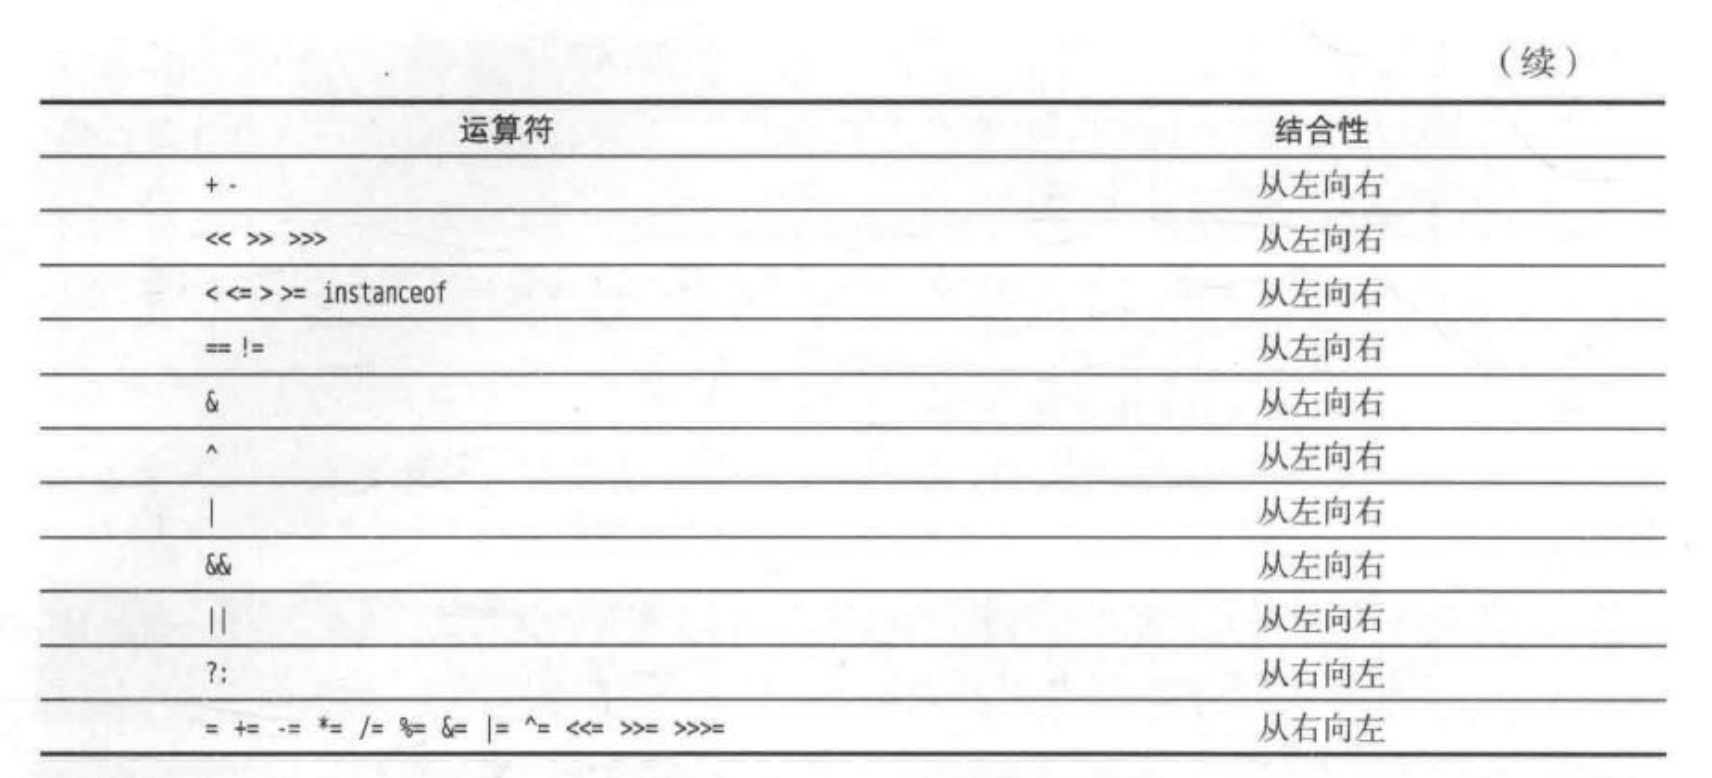 （续）
运算符 结合性
+ - 从左向右
<< >> >>> 从左向右
< <= > >= instanceof 从左向右
== != 从左向右
& 从左向右
^ 从左向右
| 从左向右
&& 从左向右
|| 从左向右
?: 从右向左
= += -= *= /= %= &= |= ^= <<= >>= >>>= 从右向左